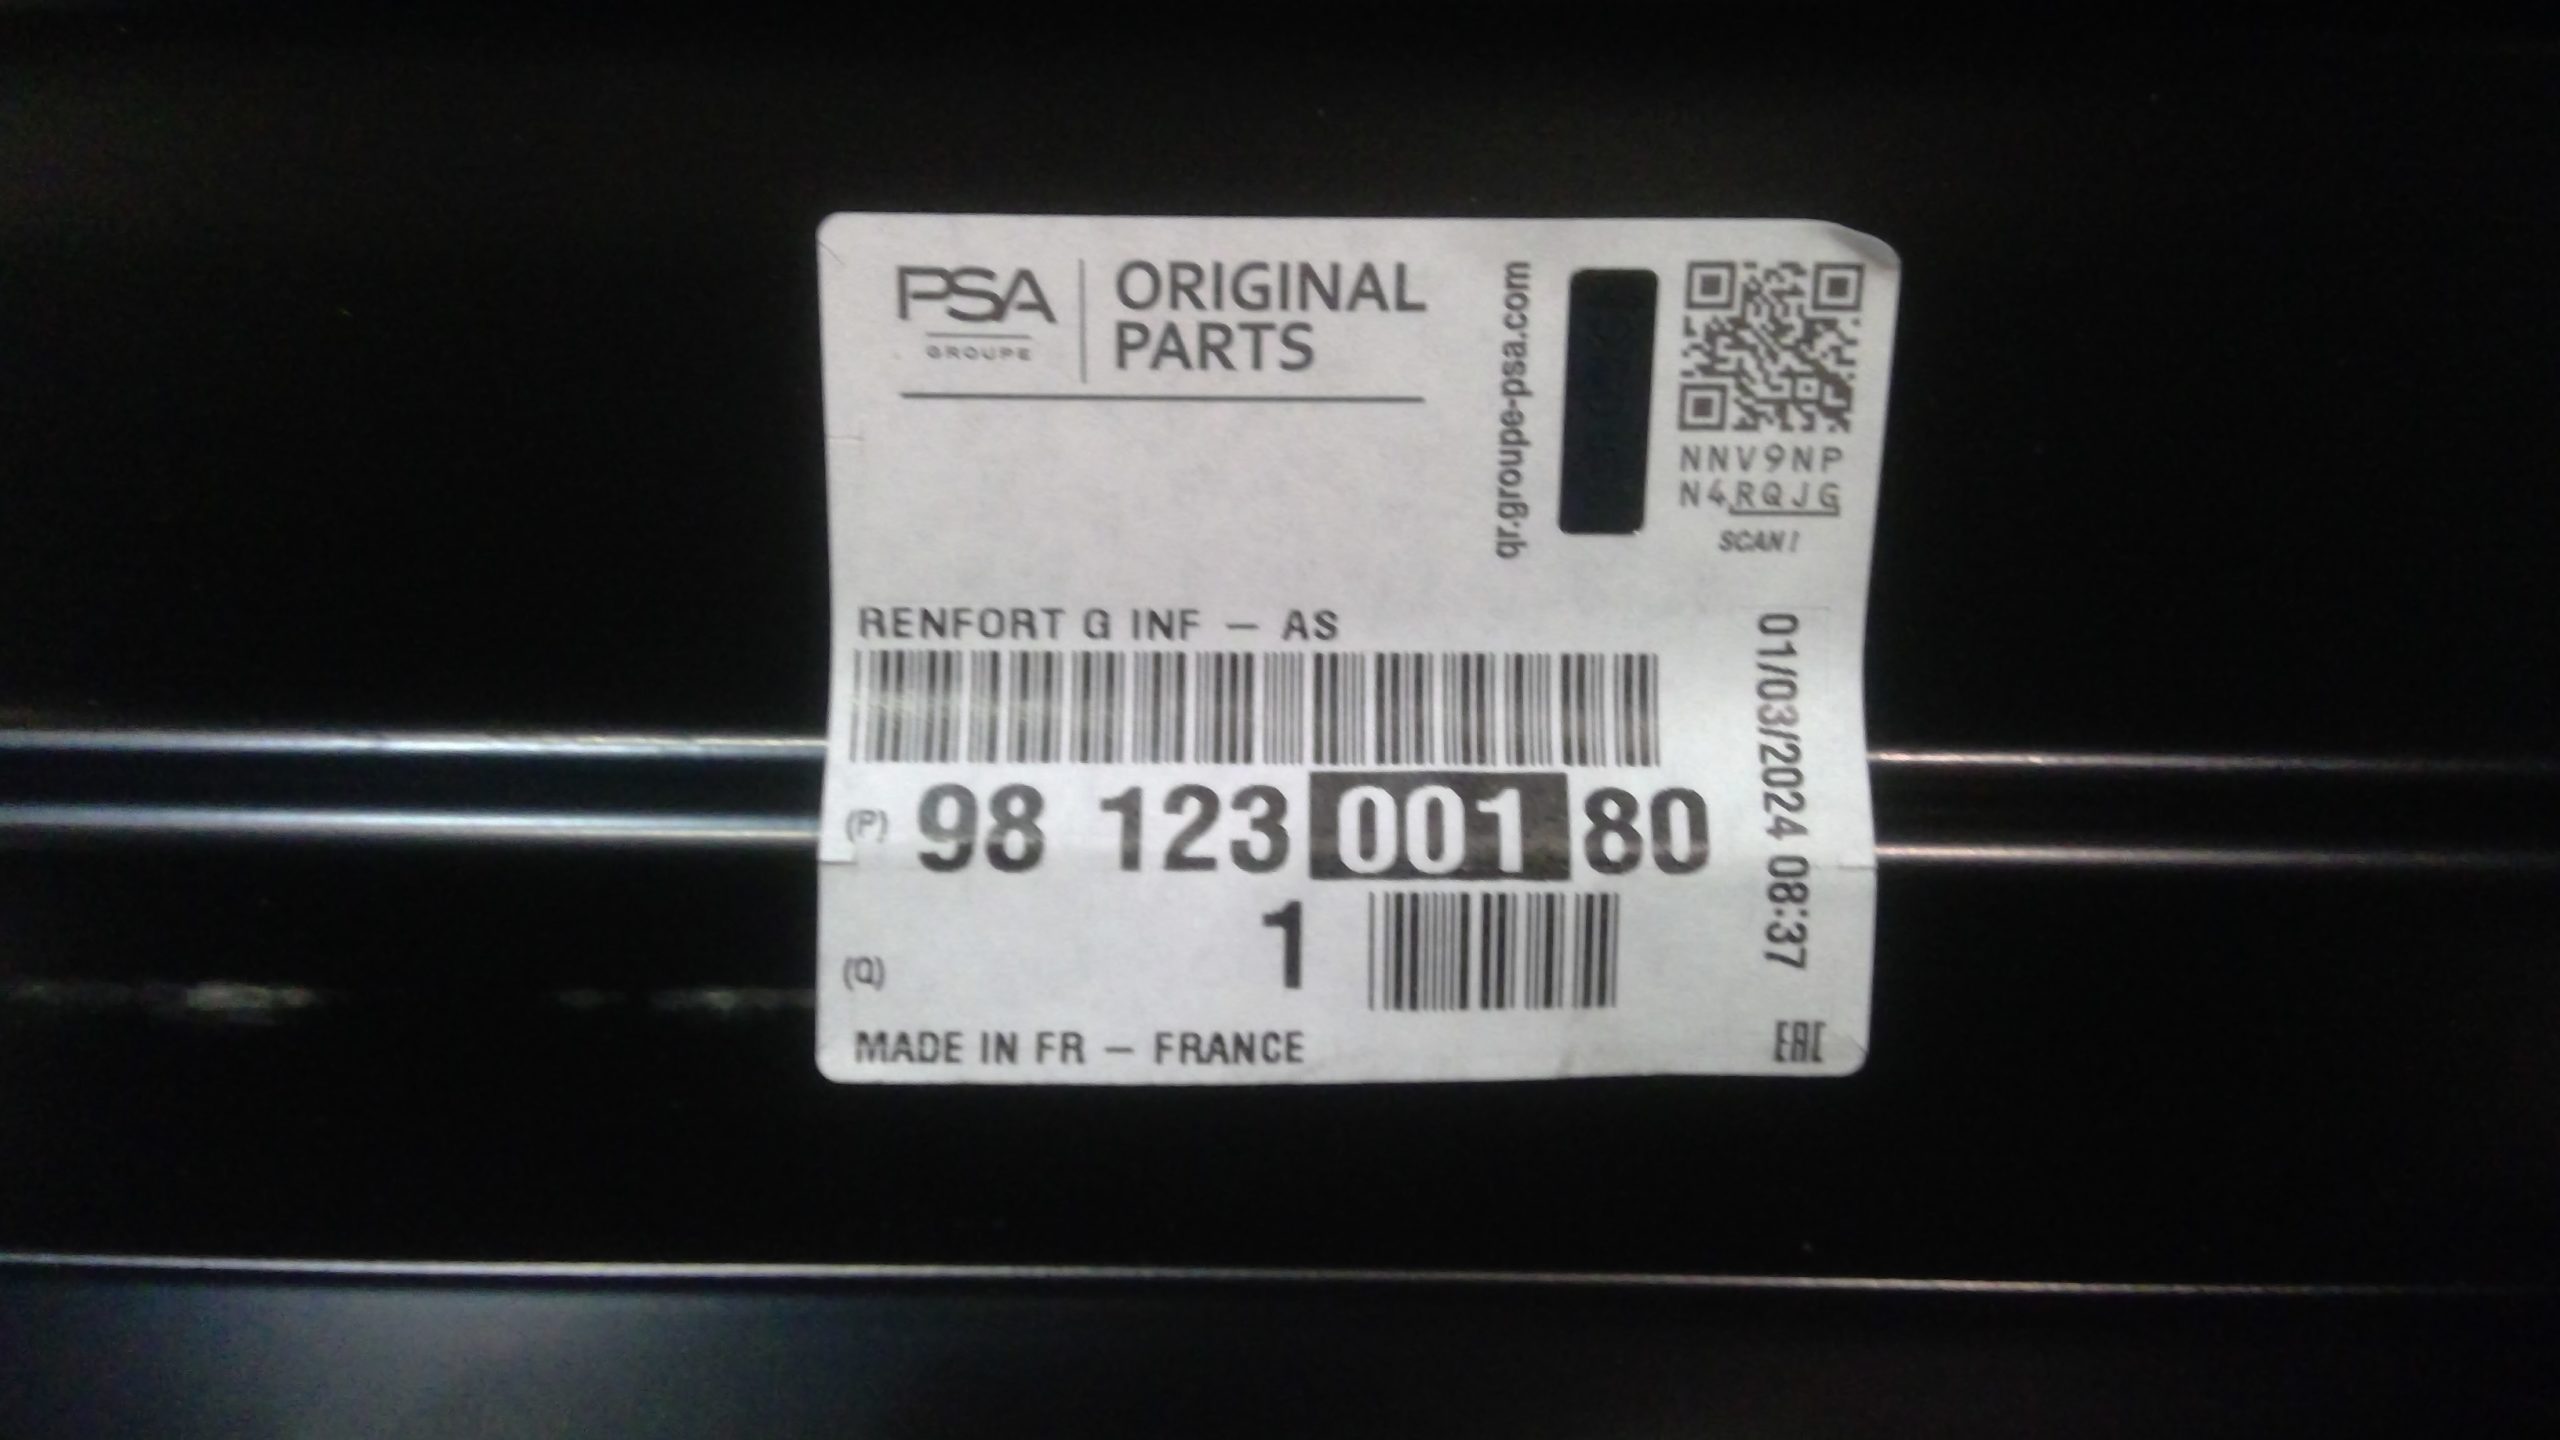 PSA
GROUPE
ORIGINAL
PARTS
qr.groupe-psa.com
NNV9NP
N4RQJG
SCAN!
RENFORT G INF – AS
(P) 98 123 001 80
(Q) 1
01/03/2024 08:37
MADE IN FR – FRANCE
EAC